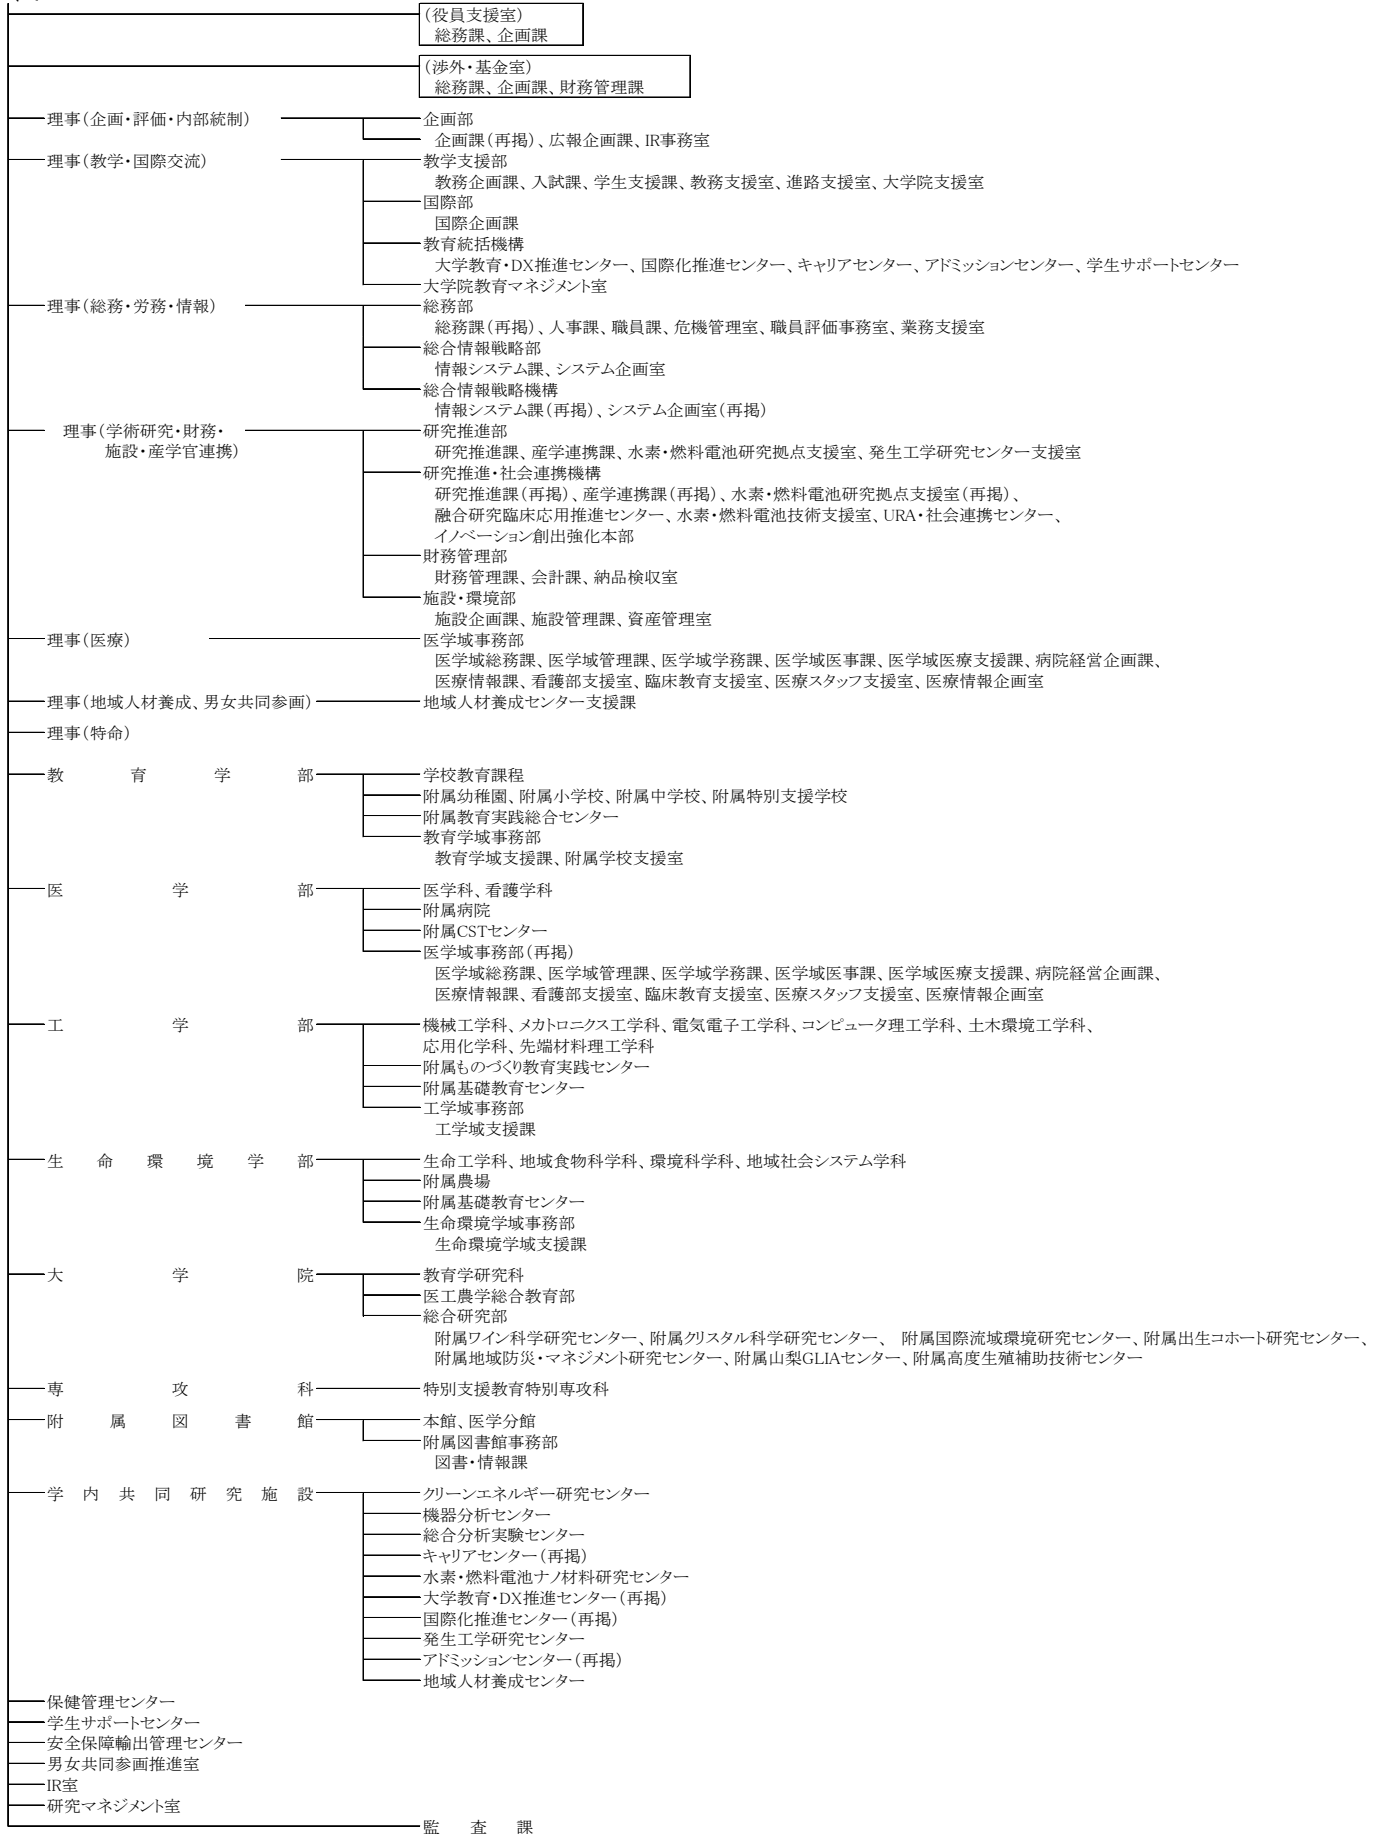 (役員支援室)
総務課、企画課
(渉外・基金室)
総務課、企画課、財務管理課
理事(企画・評価・内部統制) 企画部
企画課(再掲)、広報企画課、IR事務室
理事(教学・国際交流) 教学支援部
教務企画課、入試課、学生支援課、教務支援室、進路支援室、大学院支援室
国際部
国際企画課
教育統括機構
大学教育・DX推進センター、国際化推進センター、キャリアセンター、アドミッションセンター、学生サポートセンター
大学院教育マネジメント室
理事(総務・労務・情報) 総務部
総務課(再掲)、人事課、職員課、危機管理室、職員評価事務室、業務支援室
総合情報戦略部
情報システム課、システム企画室
総合情報戦略機構
情報システム課(再掲)、システム企画室(再掲)
理事(学術研究・財務・ 研究推進部
施設・産学官連携) 研究推進課、産学連携課、水素・燃料電池研究拠点支援室、発生工学研究センター支援室
研究推進・社会連携機構
研究推進課(再掲)、産学連携課(再掲)、水素・燃料電池研究拠点支援室(再掲)、
融合研究臨床応用推進センター、水素・燃料電池技術支援室、URA・社会連携センター、
イノベーション創出強化本部
財務管理部
財務管理課、会計課、納品検収室
施設・環境部
施設企画課、施設管理課、資産管理室
理事(医療) 医学域事務部
医学域総務課、医学域管理課、医学域学務課、医学域医事課、医学域医療支援課、病院経営企画課、
医療情報課、看護部支援室、臨床教育支援室、医療スタッフ支援室、医療情報企画室
理事(地域人材養成、男女共同参画) 地域人材養成センター支援課
理事(特命)
教育学部 学校教育課程
附属幼稚園、附属小学校、附属中学校、附属特別支援学校
附属教育実践総合センター
教育学域事務部
教育学域支援課、附属学校支援室
医学部 医学科、看護学科
附属病院
附属CSTセンター
医学域事務部(再掲)
医学域総務課、医学域管理課、医学域学務課、医学域医事課、医学域医療支援課、病院経営企画課、
医療情報課、看護部支援室、臨床教育支援室、医療スタッフ支援室、医療情報企画室
工学部 機械工学科、メカトロニクス工学科、電気電子工学科、コンピュータ理工学科、土木環境工学科、
応用化学科、先端材料理工学科
附属ものづくり教育実践センター
附属基礎教育センター
工学域事務部
工学域支援課
生命環境学部 生命工学科、地域食物科学科、環境科学科、地域社会システム学科
附属農場
附属基礎教育センター
生命環境学域事務部
生命環境学域支援課
大学院 教育学研究科
医工農学総合教育部
総合研究部
附属ワイン科学研究センター、附属クリスタル科学研究センター、 附属国際流域環境研究センター、附属出生コホート研究センター、
附属地域防災・マネジメント研究センター、附属山梨GLIAセンター、附属高度生殖補助技術センター
専攻科 特別支援教育特別専攻科
附属図書館 本館、医学分館
附属図書館事務部
図書・情報課
学内共同研究施設 クリーンエネルギー研究センター
機器分析センター
総合分析実験センター
キャリアセンター(再掲)
水素・燃料電池ナノ材料研究センター
大学教育・DX推進センター(再掲)
国際化推進センター(再掲)
発生工学研究センター
アドミッションセンター(再掲)
地域人材養成センター
保健管理センター
学生サポートセンター
安全保障輸出管理センター
男女共同参画推進室
IR室
研究マネジメント室
監査課